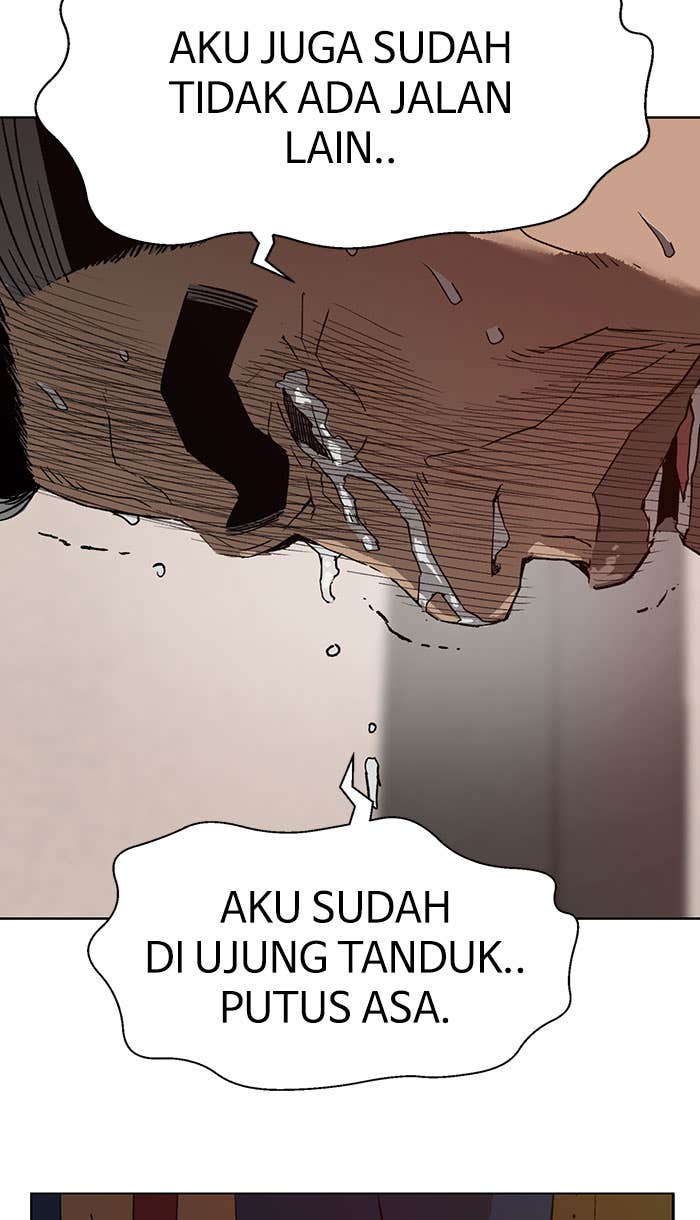 AKU JUGA SUDAH
TIDAK ADA JALAN
LAIN..
AKU SUDAH
DI UJUNG TANDUK..
PUTUS ASA.